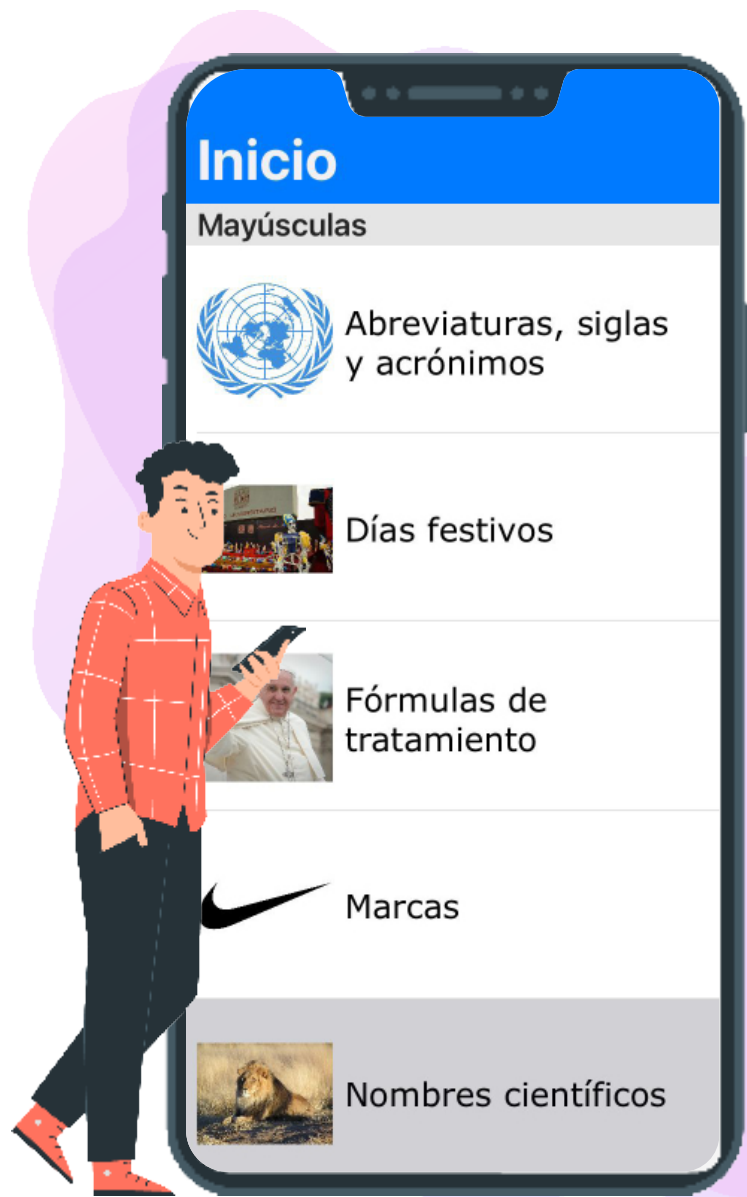 Inicio
Mayúsculas
Abreviaturas, siglas
y acrónimos
Días festivos
Fórmulas de
tratamiento
Marcas
Nombres científicos